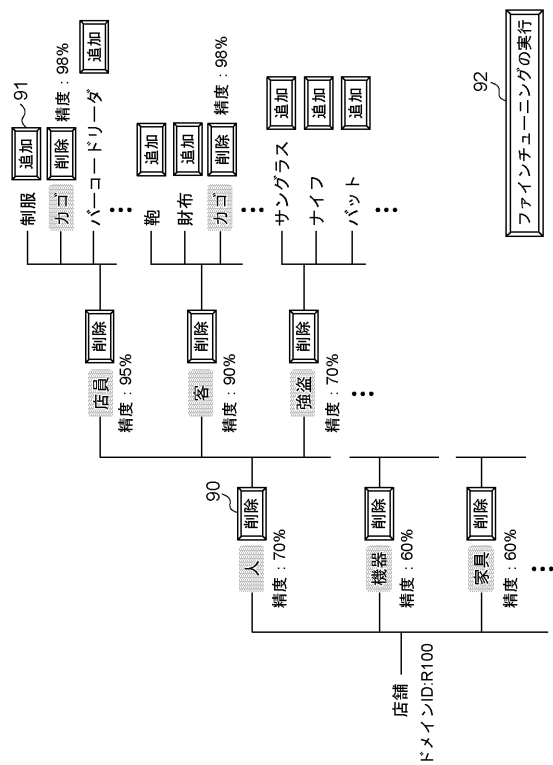 店舗
ドメインID:R100
人
削除
90
精度：70%
機器
削除
精度：60%
家具
削除
精度：60%
店員
削除
精度：95%
客
削除
精度：90%
強盗
削除
精度：70%
制服
追加
91
カゴ
削除
精度：98%
バーコードリーダ
追加
鞄
追加
財布
追加
カゴ
削除
精度：98%
サングラス
追加
ナイフ
追加
バット
追加
92
ファインチューニングの実行